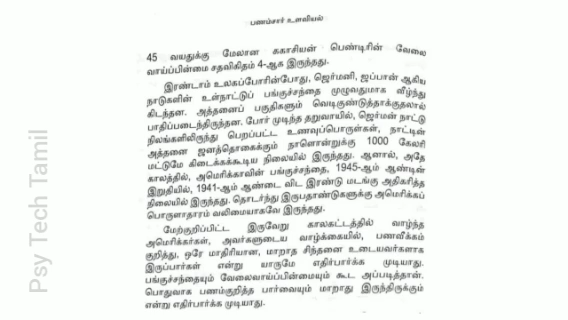 பணம்சார் உளவியல்
45 வயதுக்கு மேலான ககாசியன் பெண்டிரின் வேலை
வாய்ப்பின்மை சதவிகிதம் 4-ஆக இருந்தது.
இரண்டாம் உலகப்போரின்போது, ஜெர்மனி, ஜப்பான் ஆகிய
நாடுகளின் உள்நாட்டுப் பங்குச்சந்தை முழுவதுமாக வீழ்ந்து
கிடந்தன. அத்தனைப் பகுதிகளும் வெடிகுண்டுத்தாக்குதலால்
பாதிப்படைந்திருந்தன. போர் முடிந்த தறுவாயில், ஜெர்மன் நாட்டு
நிலங்களிலிருந்து பெறப்பட்ட உணவுப்பொருள்கள், நாட்டின்
அத்தனை ஜனத்தொகைக்கும் நாளொன்றுக்கு 1000 கேலரி
மட்டுமே கிடைக்கக்கூடிய நிலையில் இருந்தது. ஆனால், அதே
காலத்தில், அமெரிக்காவின் பங்குச்சந்தை, 1945-ஆம் ஆண்டின்
இறுதியில், 1941-ஆம் ஆண்டை விட இரண்டு மடங்கு அதிகரித்த
நிலையில் இருந்தது. தொடர்ந்து இருபதாண்டுகளுக்கு அமெரிக்கப்
பொருளாதாரம் வலிமையாகவே இருந்தது.
மேற்குறிப்பிட்ட இருவேறு காலகட்டத்தில் வாழ்ந்த
அமெரிக்கர்கள், அவர்களுடைய வாழ்க்கையில், பணவீக்கம்
குறித்து, ஒரே மாதிரியான, மாறாத சிந்தனை உடையவர்களாக
இருப்பார்கள் என்று யாருமே எதிர்பார்க்க முடியாது.
பங்குச்சந்தையும் வேலைவாய்ப்பின்மையும் கூட அப்படித்தான்.
பொதுவாக பணம்குறித்த பார்வையும் மாறாது இருந்திருக்கும்
என்று எதிர்பார்க்க முடியாது.
Psy Tech Tamil